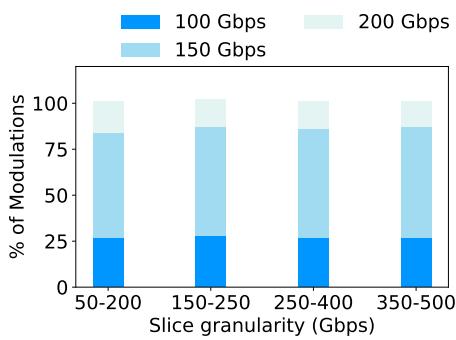 100 Gbps 200 Gbps
150 Gbps
100
75
50
25
0
% of Modulations
50-200 150-250 250-400 350-500
Slice granularity (Gbps)